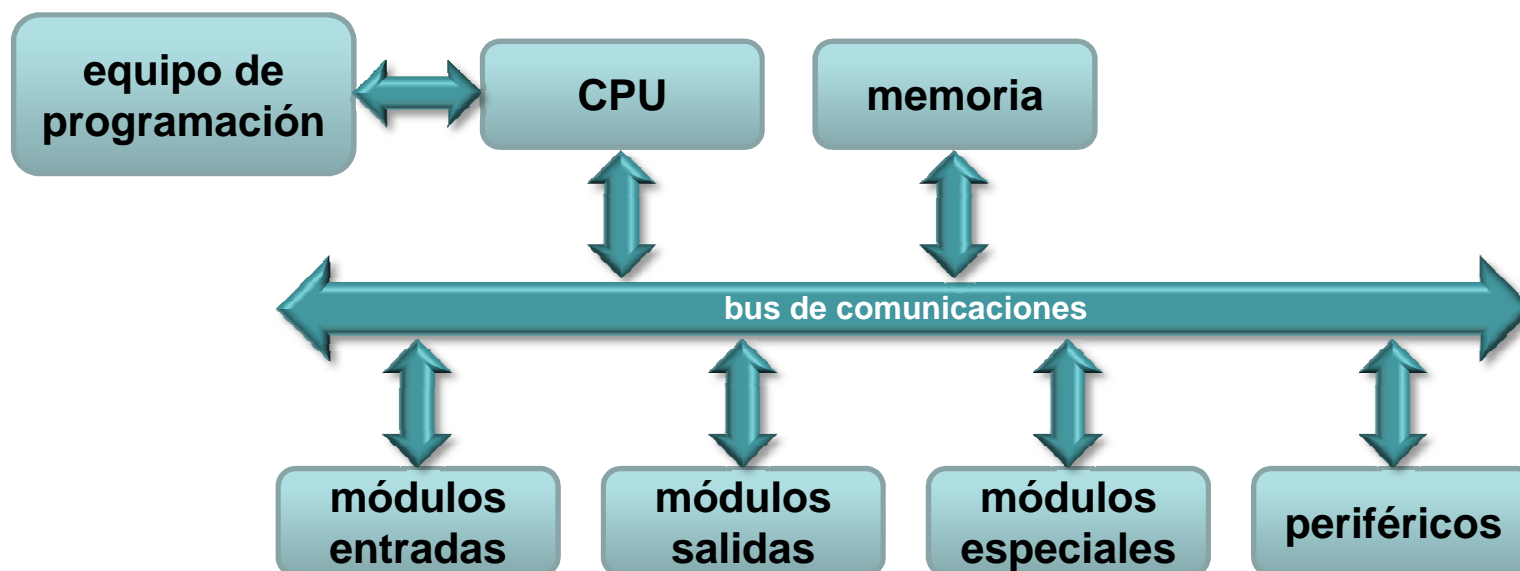 equipo de
programación
CPU
memoria
bus de comunicaciones
módulos
entradas
módulos
salidas
módulos
especiales
periféricos